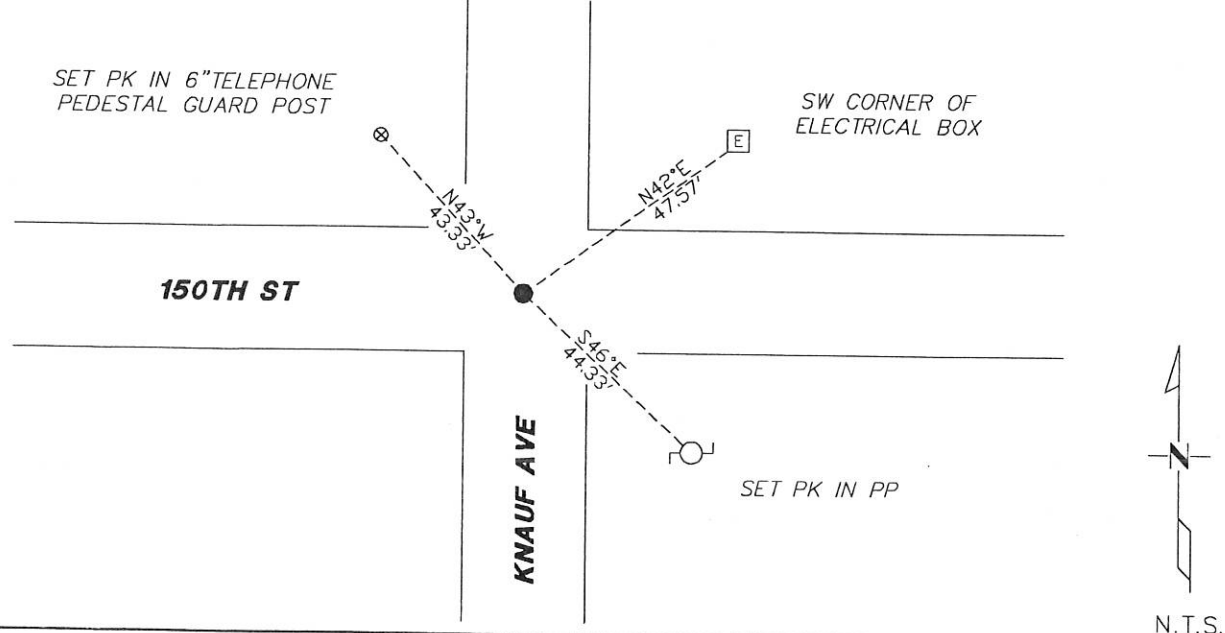 SET PK IN 6"TELEPHONE
PEDESTAL GUARD POST
SW CORNER OF
ELECTRICAL BOX
E
N43°W
43.33'
N42°E
47.57'
150TH ST
S46°E
44.33'
KNAUF AVE
SET PK IN PP
N
N.T.S.